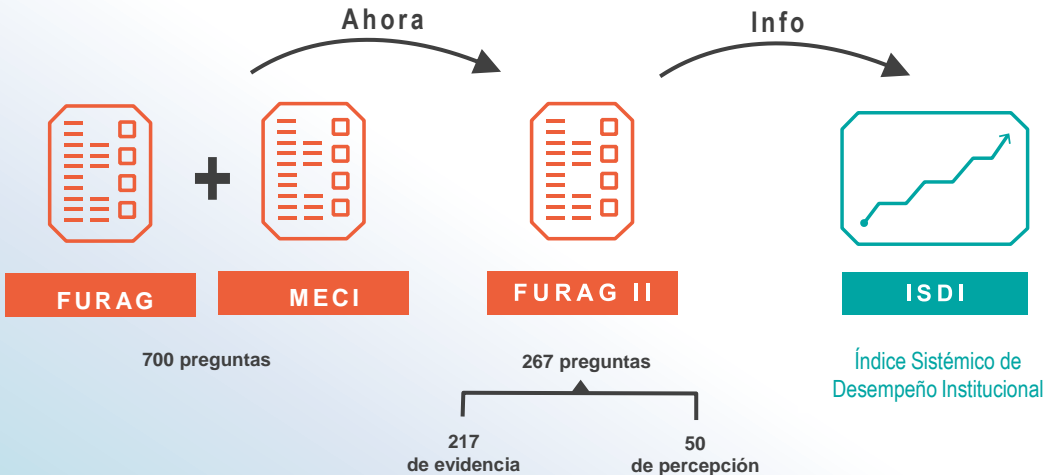 Ahora
Info
FURAG
MECI
FURAG II
ISDI
700 preguntas
267 preguntas
Índice Sistémico de
Desempeño Institucional
217
de evidencia
50
de percepción